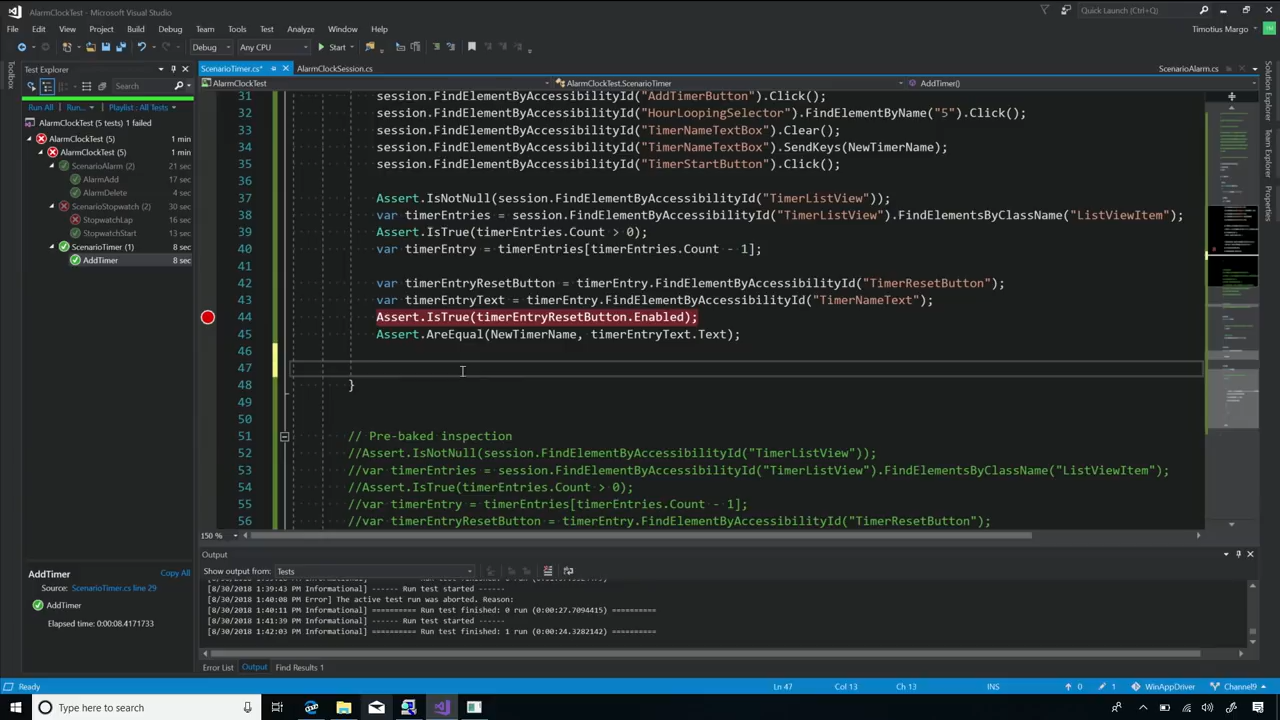 AlarmClockTest - Microsoft Visual Studio
Quick Launch (Ctrl+Q)
File Edit View Project Build Debug Team Tools Test Analyze Window Help
Timotius Margo TM
Debug Any CPU Start
Toolbox
Test Explorer
Search
Run All Run... Playlist : All Tests
AlarmClockTest (5 tests) 1 failed
AlarmClockTest (5) 1 min
AlarmClockTest (5) 1 min
ScenarioAlarm (2) 21 sec
AlarmAdd 17 sec
AlarmDelete 4 sec
ScenarioStopwatch (2) 30 sec
StopwatchLap 16 sec
StopwatchStart 13 sec
ScenarioTimer (1) 8 sec
AddTimer 8 sec
AddTimer Copy All
Source: ScenarioTimer.cs line 29
AddTimer
Elapsed time: 0:00:08.4171733
ScenarioTimer.cs* AlarmClockSession.cs ScenarioAlarm.cs
AlarmClockTest AlarmClockTest.ScenarioTimer AddTimer()
31 session.FindElementByAccessibilityId("AddTimerButton").Click();
32 session.FindElementByAccessibilityId("HourLoopingSelector").FindElementByName("5").Click();
33 session.FindElementByAccessibilityId("TimerNameTextBox").Clear();
34 session.FindElementByAccessibilityId("TimerNameTextBox").SendKeys(NewTimerName);
35 session.FindElementByAccessibilityId("TimerStartButton").Click();
36
37 Assert.IsNotNull(session.FindElementByAccessibilityId("TimerListView"));
38 var timerEntries = session.FindElementByAccessibilityId("TimerListView").FindElementsByClassName("ListViewItem");
39 Assert.IsTrue(timerEntries.Count > 0);
40 var timerEntry = timerEntries[timerEntries.Count - 1];
41
42 var timerEntryResetButton = timerEntry.FindElementByAccessibilityId("TimerResetButton");
43 var timerEntryText = timerEntry.FindElementByAccessibilityId("TimerNameText");
44 Assert.IsTrue(timerEntryResetButton.Enabled);
45 Assert.AreEqual(NewTimerName, timerEntryText.Text);
46
47
48 }
49
50
51 // Pre-baked inspection
52 //Assert.IsNotNull(session.FindElementByAccessibilityId("TimerListView"));
53 //var timerEntries = session.FindElementByAccessibilityId("TimerListView").FindElementsByClassName("ListViewItem");
54 //Assert.IsTrue(timerEntries.Count > 0);
55 //var timerEntry = timerEntries[timerEntries.Count - 1];
56 //var timerEntryResetButton = timerEntry.FindElementByAccessibilityId("TimerResetButton");
150 %
Solution Explorer
Team Explorer
Properties
Output
Show output from: Tests
[8/30/2018 1:39:43 PM Informational] ------ Run test started ------
[8/30/2018 1:40:08 PM Error] The active test run was aborted. Reason:
[8/30/2018 1:40:11 PM Informational] ========== Run test finished: 0 run (0:00:27.7094415) ==========
[8/30/2018 1:41:39 PM Informational] ------ Run test started ------
[8/30/2018 1:42:03 PM Informational] ========== Run test finished: 1 run (0:00:24.3282142) ==========
Error List Output Find Results 1
Ready Ln 47 Col 13 Ch 13 INS 0 1 WinAppDriver Channel9
Type here to search